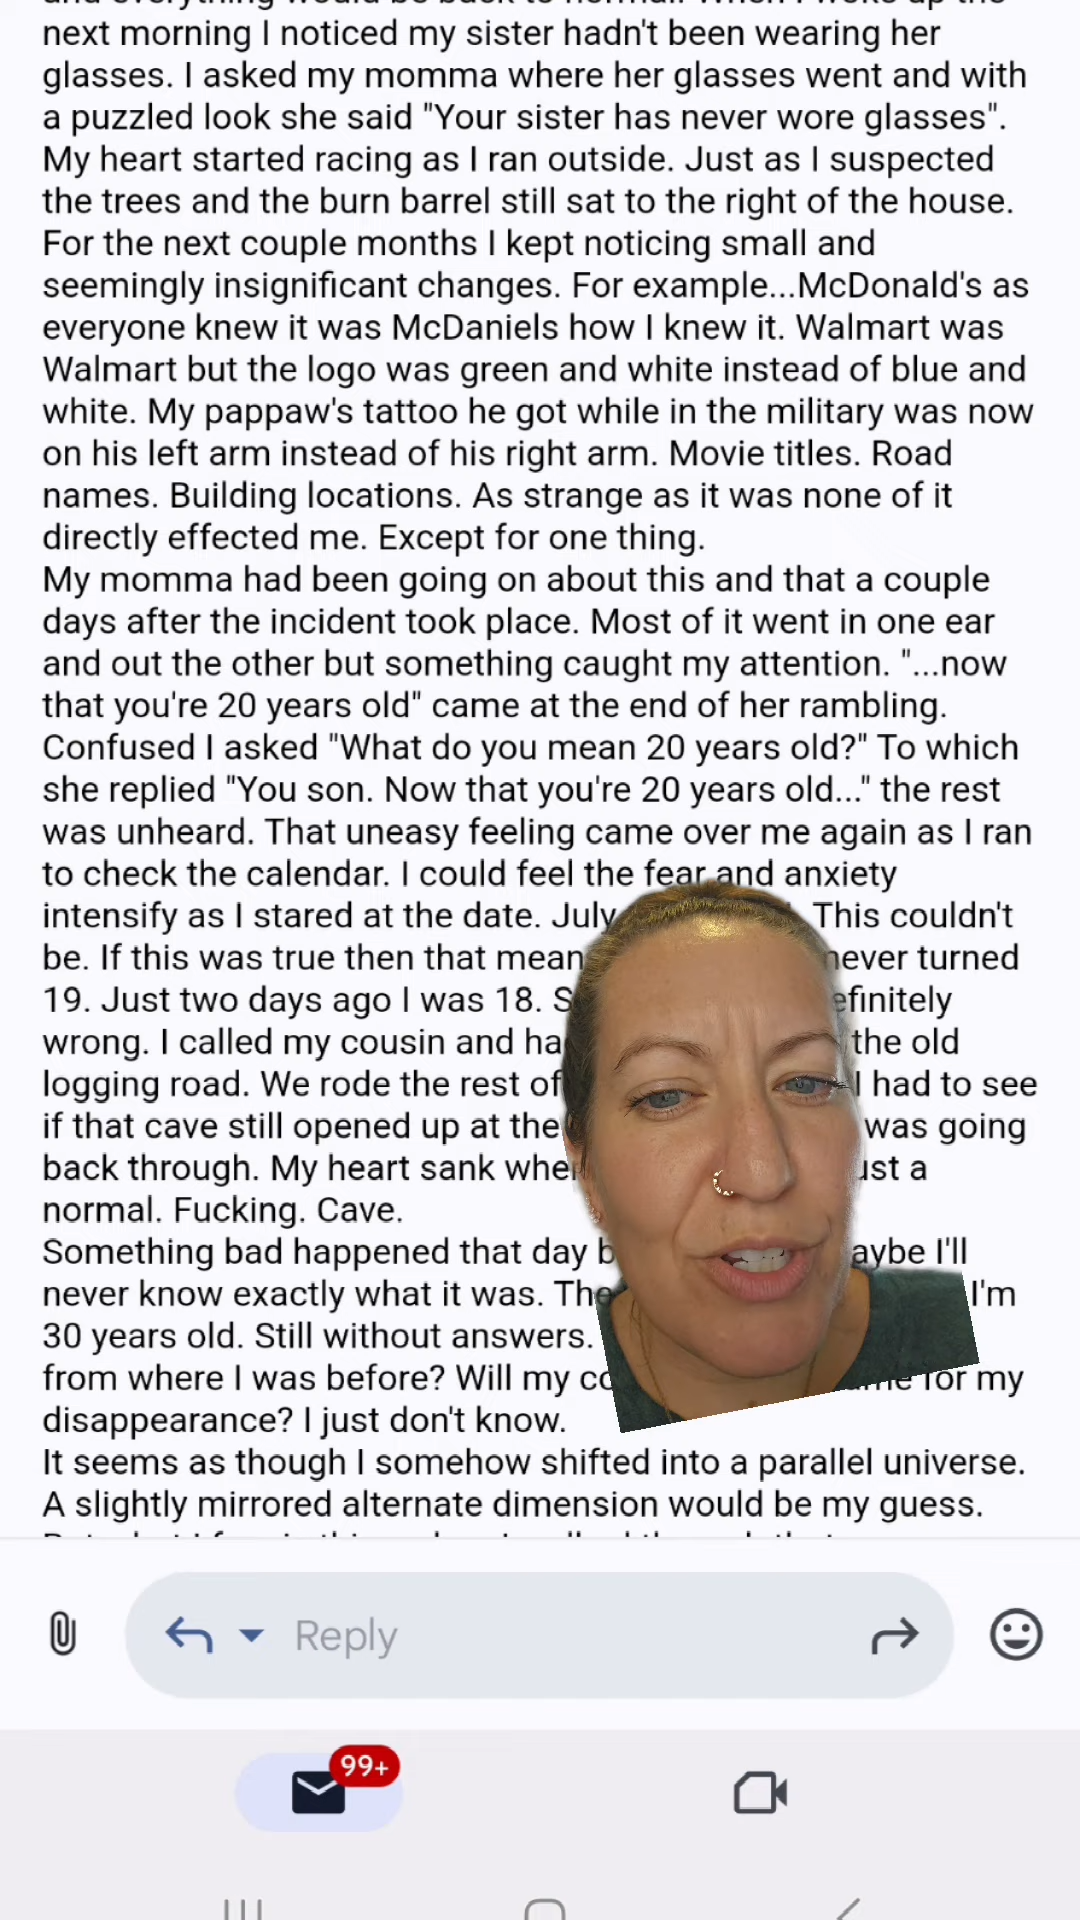 next morning I noticed my sister hadn't been wearing her
glasses. I asked my momma where her glasses went and with
a puzzled look she said "Your sister has never wore glasses".
My heart started racing as I ran outside. Just as I suspected
the trees and the burn barrel still sat to the right of the house.
For the next couple months I kept noticing small and
seemingly insignificant changes. For example...McDonald's as
everyone knew it was McDaniels how I knew it. Walmart was
Walmart but the logo was green and white instead of blue and
white. My pappaw's tattoo he got while in the military was now
on his left arm instead of his right arm. Movie titles. Road
names. Building locations. As strange as it was none of it
directly effected me. Except for one thing.
My momma had been going on about this and that a couple
days after the incident took place. Most of it went in one ear
and out the other but something caught my attention. "...now
that you're 20 years old" came at the end of her rambling.
Confused I asked "What do you mean 20 years old?" To which
she replied "You son. Now that you're 20 years old..." the rest
was unheard. That uneasy feeling came over me again as I ran
to check the calendar. I could feel the fear and anxiety
intensify as I stared at the date. July This couldn't
be. If this was true then that never turned
19. Just two days ago I was 18.
wrong. I called my cousin and the old
logging road. We rode the rest of I had to see
if that cave still opened up at the was going
back through. My heart sank a
normal. Fucking. Cave.
Something bad happened that day I'll
never know exactly what it was. I'm
30 years old. Still without answers.
from where I was before? Will my for my
disappearance? I just don't know.
It seems as though I somehow shifted into a parallel universe.
A slightly mirrored alternate dimension would be my guess.
Reply
99+